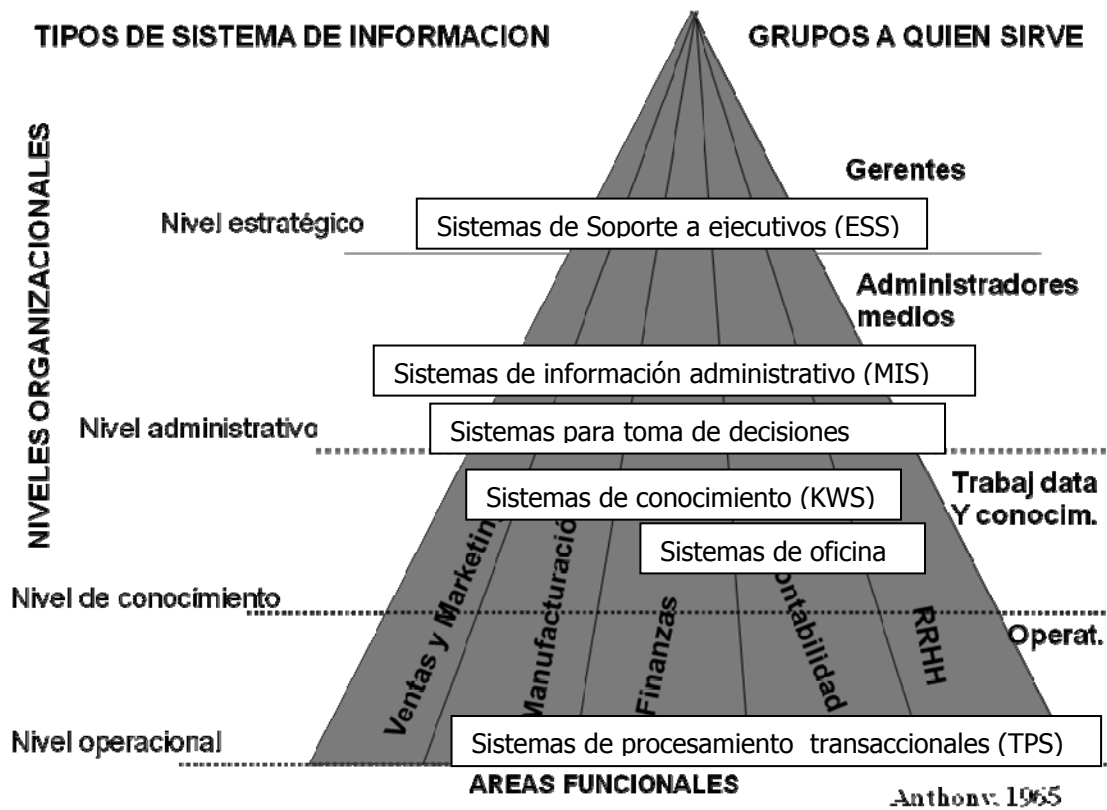 TIPOS DE SISTEMA DE INFORMACION
GRUPOS A QUIEN SIRVE
NIVELES ORGANIZACIONALES
Gerentes
Nivel estratégico
Sistemas de Soporte a ejecutivos (ESS)
Administradores
medios
Sistemas de información administrativo (MIS)
Nivel administrativo
Sistemas para toma de decisiones
Sistemas de conocimiento (KWS)
Trabaj data
Y conocim.
Sistemas de oficina
Nivel de conocimiento
Operat.
Ventas y Marketing
Manufacturació
Finanzas
ontabilidad
RRHH
Nivel operacional
Sistemas de procesamiento transaccionales (TPS)
AREAS FUNCIONALES
Anthony. 1965